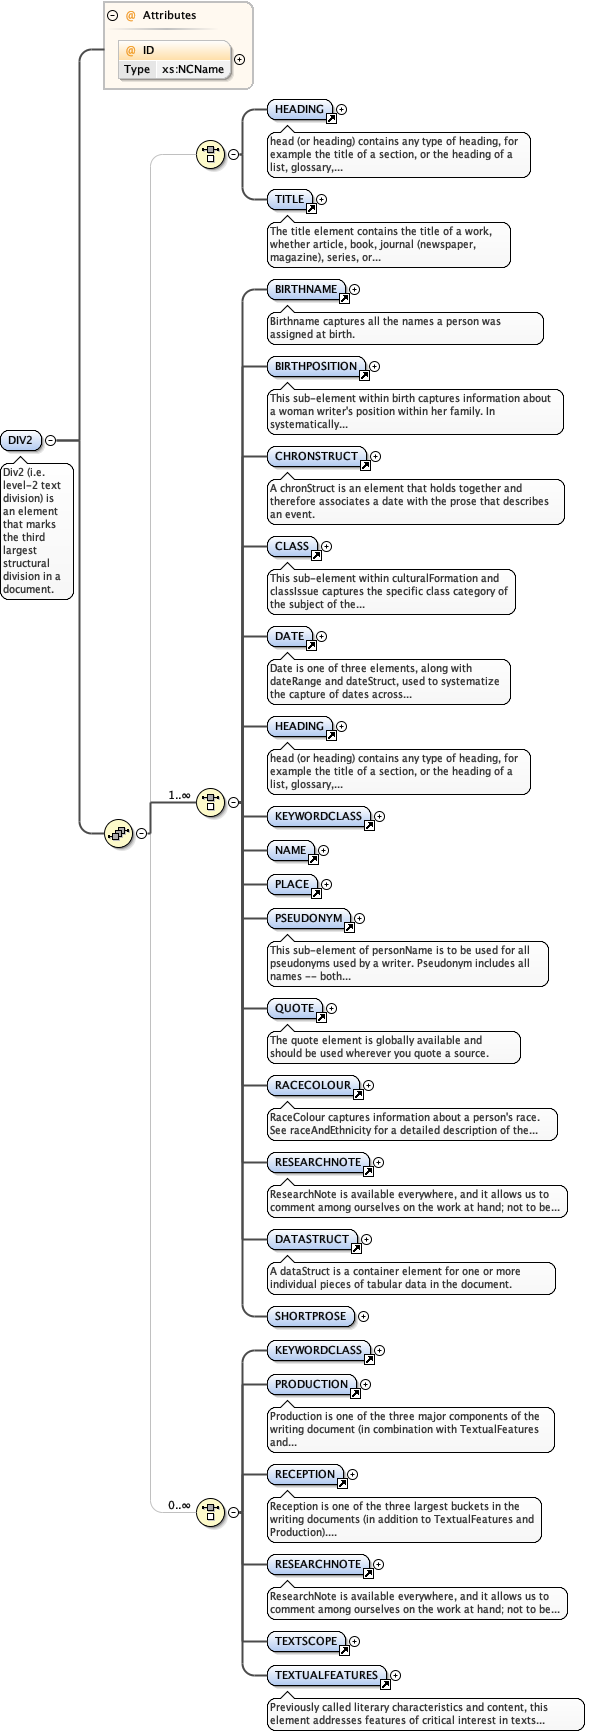 @ Attributes
@ ID
Type xs:NCName
HEADING
head (or heading) contains any type of heading, for
example the title of a section, or the heading of a
list, glossary,...
TITLE
The title element contains the title of a work,
whether article, book, journal (newspaper,
magazine), series, or...
BIRTHNAME
Birthname captures all the names a person was
assigned at birth.
BIRTHPOSITION
This sub-element within birth captures information about
a woman writer's position within her family. In
systematically...
DIV2
Div2 (i.e.
level-2 text
division) is
an element
that marks
the third
largest
structural
division in a
document.
CHRONSTRUCT
A chronStruct is an element that holds together and
therefore associates a date with the prose that describes
an event.
CLASS
This sub-element within culturalFormation and
classIssue captures the specific class category of
the subject of the...
DATE
Date is one of three elements, along with
dateRange and dateStruct, used to systematize
the capture of dates across...
HEADING
head (or heading) contains any type of heading, for
example the title of a section, or the heading of a
list, glossary,...
1..∞
KEYWORDCLASS
NAME
PLACE
PSEUDONYM
This sub-element of personName is to be used for all
pseudonyms used by a writer. Pseudonym includes all
names -- both...
QUOTE
The quote element is globally available and
should be used wherever you quote a source.
RACECOLOUR
RaceColour captures information about a person's race.
See raceAndEthnicity for a detailed description of the...
RESEARCHNOTE
ResearchNote is available everywhere, and it allows us to
comment among ourselves on the work at hand; not to be...
DATASTRUCT
A dataStruct is a container element for one or more
individual pieces of tabular data in the document.
SHORTPROSE
KEYWORDCLASS
PRODUCTION
Production is one of the three major components of the
writing document (in combination with TextualFeatures
and...
RECEPTION
0..∞
Reception is one of the three largest buckets in the
writing documents (in addition to TextualFeatures and
Production)....
RESEARCHNOTE
ResearchNote is available everywhere, and it allows us to
comment among ourselves on the work at hand; not to be...
TEXTSCOPE
TEXTUALFEATURES
Previously called literary characteristics and content, this
element addresses features of critical interest in texts...